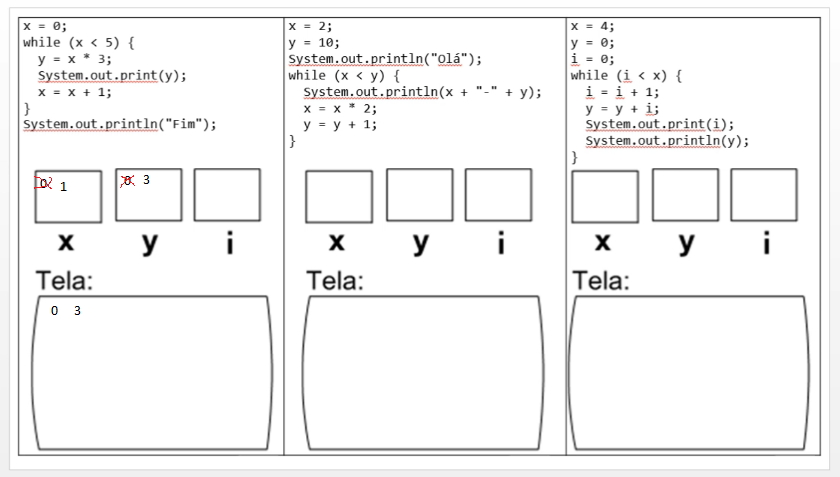 x = 0;
while (x < 5) {
y = x * 3;
System.out.print(y);
x = x + 1;
}
System.out.println("Fim");
0 1
0 3
x y i
Tela:
0 3
x = 2;
y = 10;
System.out.println("Olá");
while (x < y) {
System.out.println(x + "-" + y);
x = x * 2;
y = y + 1;
}
x y i
Tela:
x = 4;
y = 0;
i = 0;
while (i < x) {
i = i + 1;
y = y + i;
System.out.print(i);
System.out.println(y);
}
x y i
Tela: